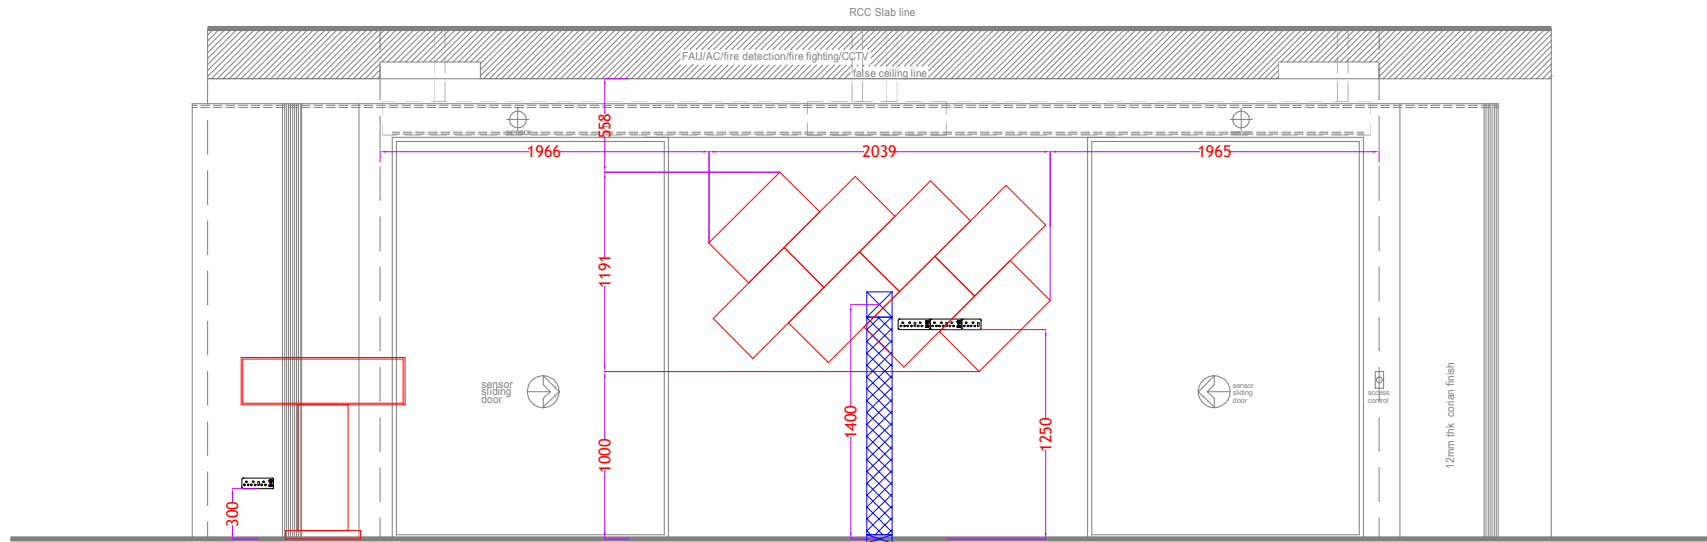 RCC Slab line
FAU/AC/fire detection/fire fighting/CCTV
false ceiling line
sensor
558
1966
2039
1965
1191
sensor
sliding
door
sensor
sliding
door
access
control
12mm thk corian finish
1400
1250
1000
300